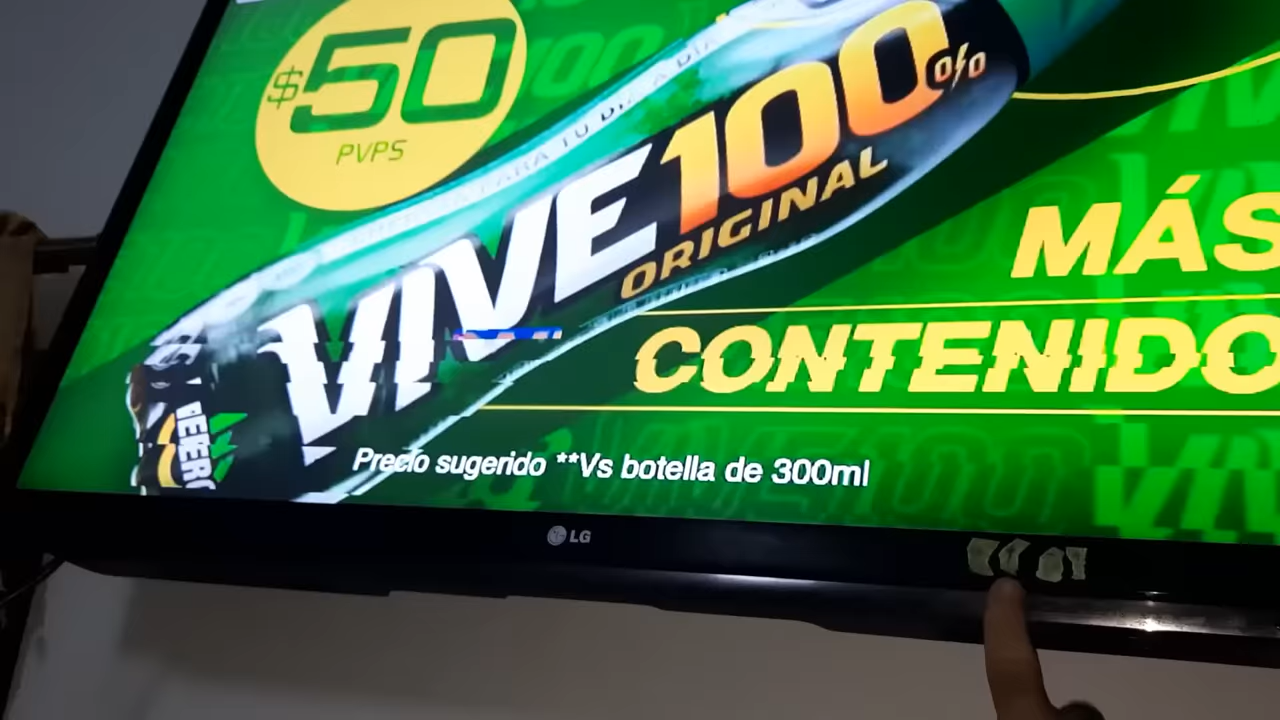 $50
PVPS
VIVE100%
ORIGINAL
MÁS
CONTENIDO
Precio sugerido **Vs botella de 300ml
LG